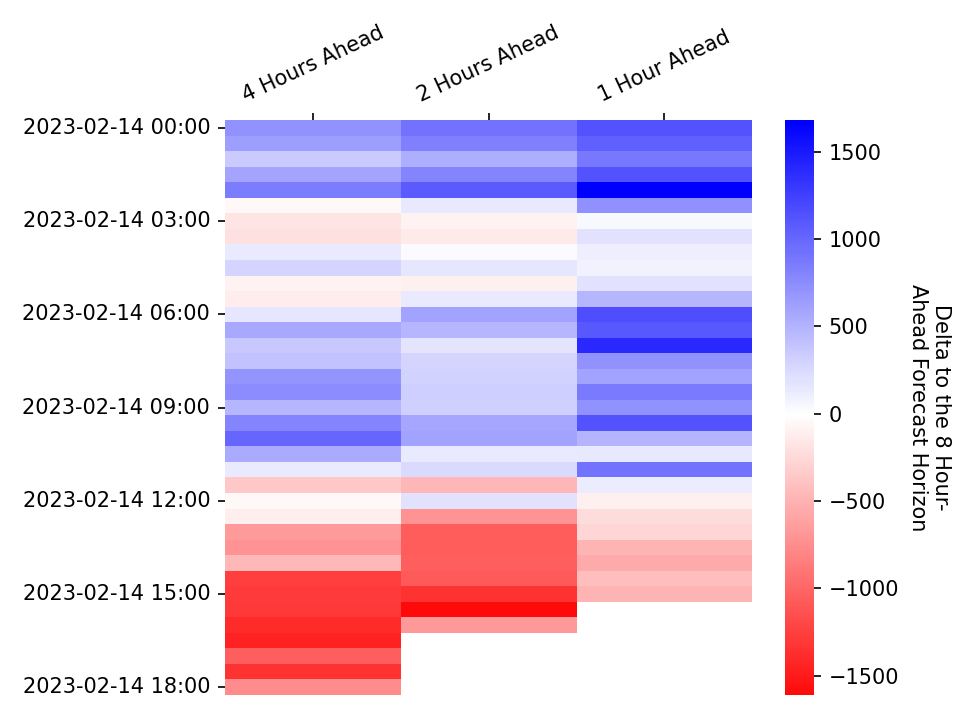 4 Hours Ahead
2 Hours Ahead
1 Hour Ahead
2023-02-14 00:00
2023-02-14 03:00
2023-02-14 06:00
2023-02-14 09:00
2023-02-14 12:00
2023-02-14 15:00
2023-02-14 18:00
1500
1000
500
0
−500
−1000
−1500
Delta to the 8 Hour-
Ahead Forecast Horizon